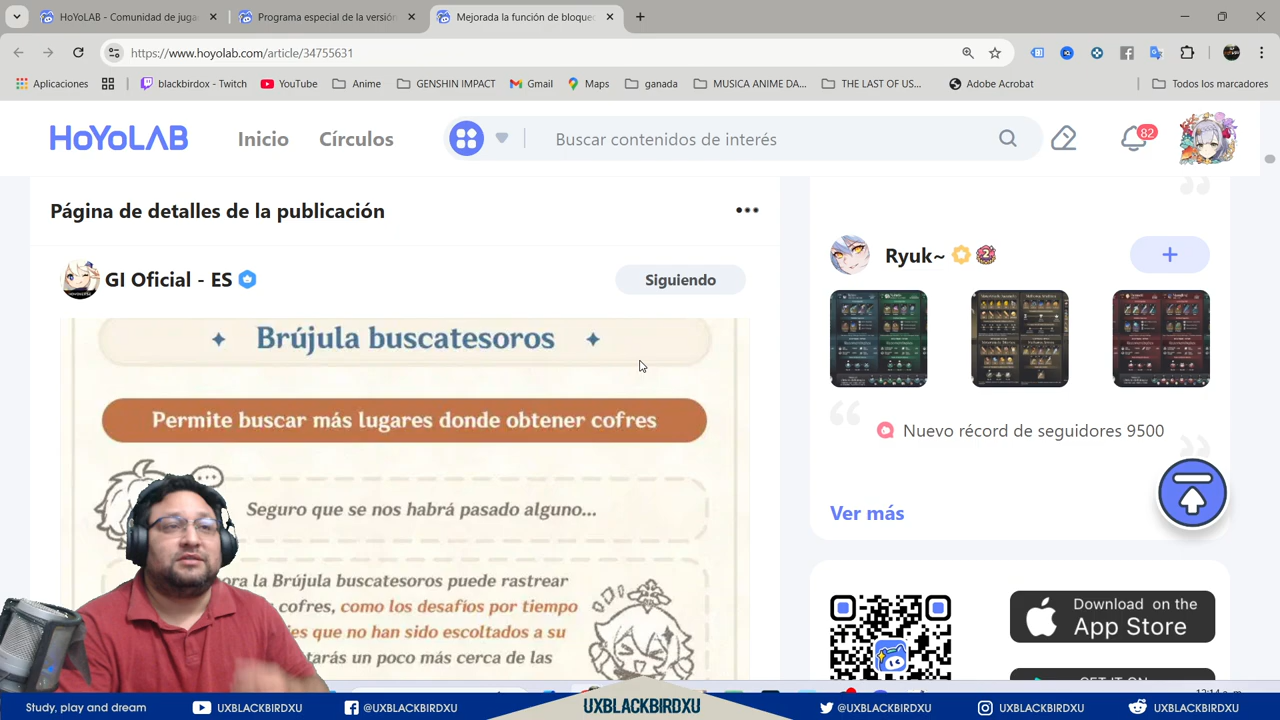 HoYoLAB - Comunidad de juga
Programa especial de la versión
Mejorada la función de bloque
https://www.hoyolab.com/article/34755631
Aplicaciones
blackbirdox - Twitch
YouTube
Anime
GENSHIN IMPACT
Gmail
Maps
ganada
MUSICA ANIME DA...
THE LAST OF US...
Adobe Acrobat
Todos los marcadores
HoYoLAB
Inicio
Círculos
Buscar contenidos de interés
82
Página de detalles de la publicación
GI Oficial - ES
Siguiendo
Brújula buscatesoros
Permite buscar más lugares donde obtener cofres
Seguro que se nos habrá pasado alguno...
ora la Brújula buscatesoros puede rastrear
cofres, como los desafíos por tiempo
es que no han sido escoltados a su
tarás un poco más cerca de las
Ryuk~
Nuevo récord de seguidores 9500
Ver más
Download on the
App Store
GET IT ON
Study, play and dream
UXBLACKBIRDXU
@UXBLACKBIRDXU
UXBLACKBIRDXU
@UXBLACKBIRDXU
UXBLACKBIRDXU
UXBLACKBIRDXU